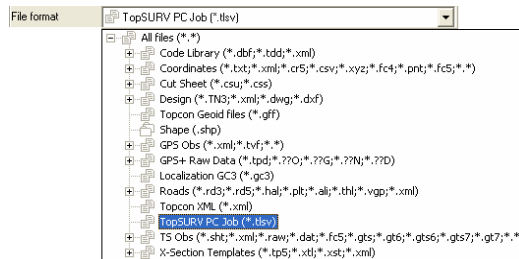 File format
TopSURV PC Job (*.tlsv)
All files (*.*)
Code Library (*.dbf;*.tdd;*.xml)
Coordinates (*.txt;*.xml;*.cr5;*.csv;*.xyz;*.fc4;*.pnt;*.fc5;*.*)
Cut Sheet (*.csu;*.css)
Design (*.TN3;*.xml;*.dwg;*.dxf)
Topcon Geoid files (*.gff)
Shape (.shp)
GPS Obs (*.xml;*.tvf;*.*)
GPS+ Raw Data (*.tpd;*.??O;*.??G;*.??N;*.??D)
Localization GC3 (*.gc3)
Roads (*.rd3;*.rd5;*.hal;*.plt;*.ali;*.thl;*.vgp;*.xml)
Topcon XML (*.xml)
TopSURV PC Job (*.tlsv)
TS Obs (*.sht;*.xml;*.raw;*.dat;*.fc5;*.gts;*.gt6;*.gts6;*.gts7;*.gt7;*.*
X-Section Templates (*.tp5;*.xtl;*.xst;*.xml)